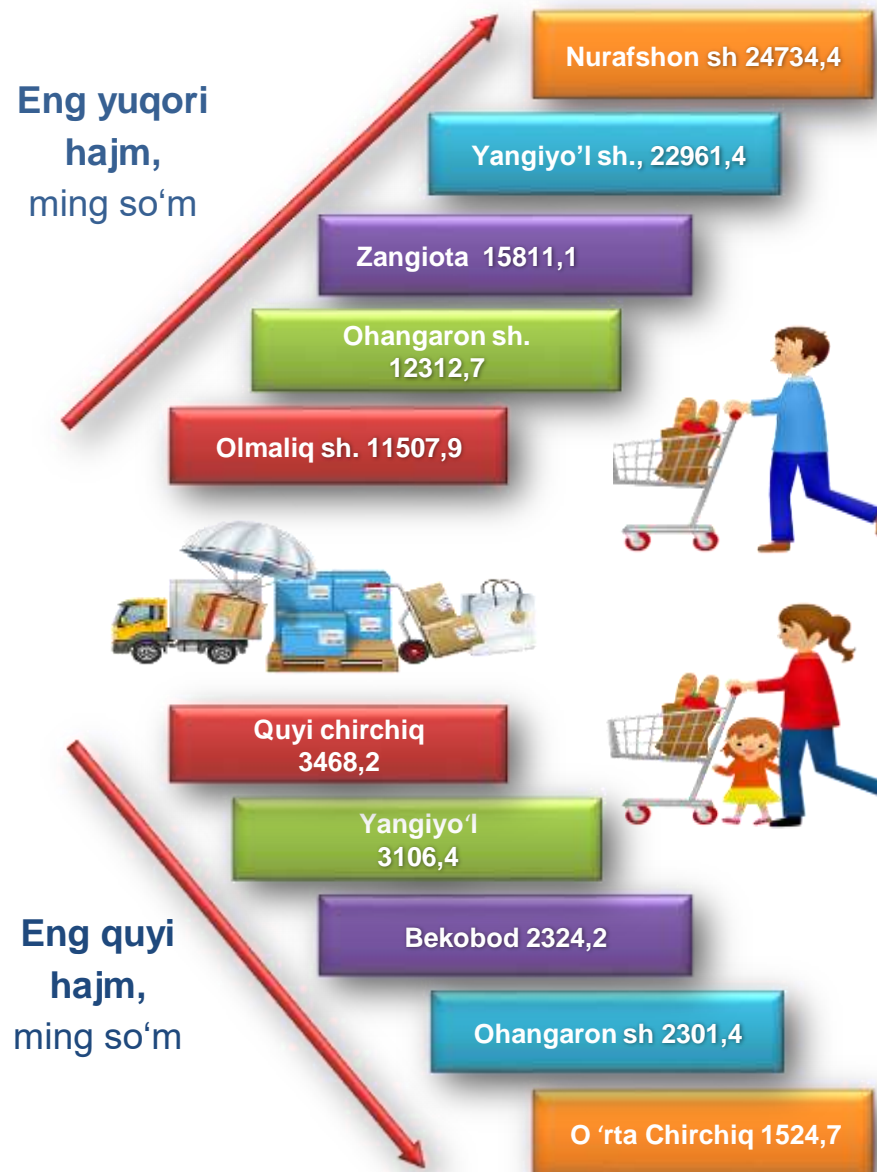 Eng yuqori
hajm,
ming so‘m
Nurafshon sh 24734,4
Yangiyo’l sh., 22961,4
Zangiota 15811,1
Ohangaron sh.
12312,7
Olmaliq sh. 11507,9
Quyi chirchiq
3468,2
Yangiyo‘l
3106,4
Eng quyi
hajm,
ming so‘m
Bekobod 2324,2
Ohangaron sh 2301,4
O ‘rta Chirchiq 1524,7